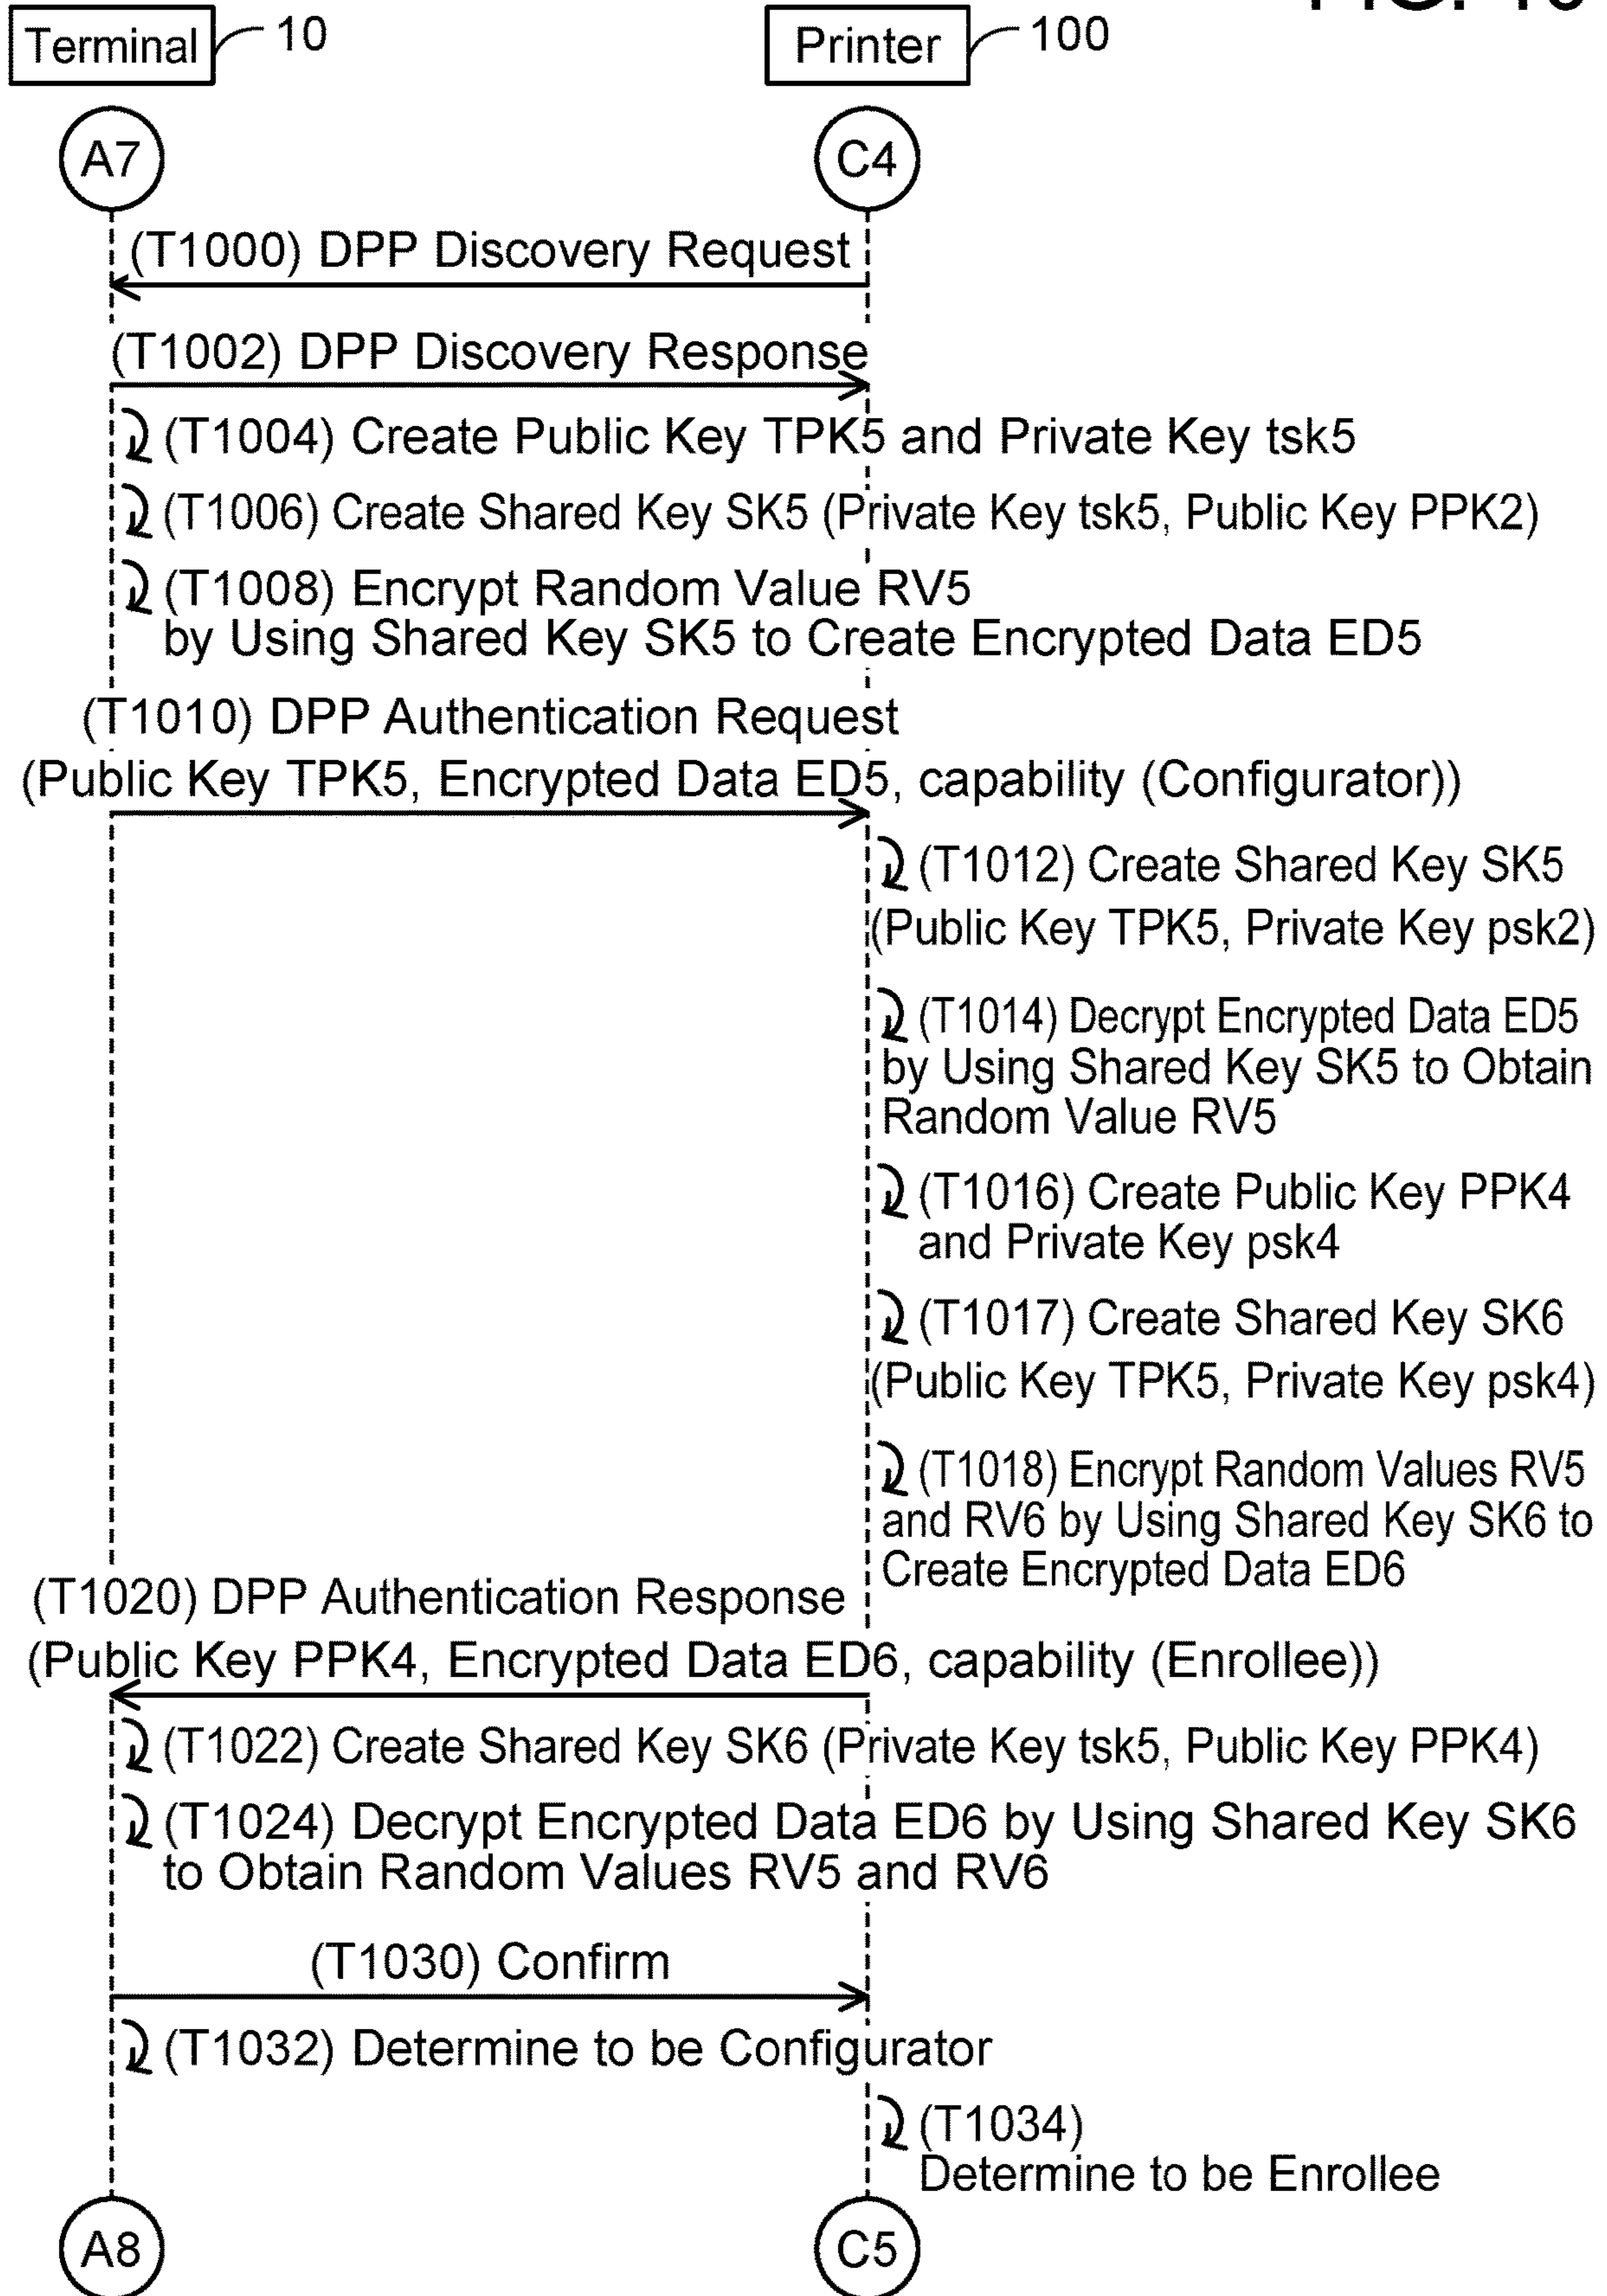 Terminal 10
Printer 100
A7
C4
(T1000) DPP Discovery Request
(T1002) DPP Discovery Response
(T1004) Create Public Key TPK5 and Private Key tsk5
(T1006) Create Shared Key SK5 (Private Key tsk5, Public Key PPK2)
(T1008) Encrypt Random Value RV5
by Using Shared Key SK5 to Create Encrypted Data ED5
(T1010) DPP Authentication Request
(Public Key TPK5, Encrypted Data ED5, capability (Configurator))
(T1012) Create Shared Key SK5
(Public Key TPK5, Private Key psk2)
(T1014) Decrypt Encrypted Data ED5
by Using Shared Key SK5 to Obtain
Random Value RV5
(T1016) Create Public Key PPK4
and Private Key psk4
(T1017) Create Shared Key SK6
(Public Key TPK5, Private Key psk4)
(T1018) Encrypt Random Values RV5
and RV6 by Using Shared Key SK6 to
Create Encrypted Data ED6
(T1020) DPP Authentication Response
(Public Key PPK4, Encrypted Data ED6, capability (Enrollee))
(T1022) Create Shared Key SK6 (Private Key tsk5, Public Key PPK4)
(T1024) Decrypt Encrypted Data ED6 by Using Shared Key SK6
to Obtain Random Values RV5 and RV6
(T1030) Confirm
(T1032) Determine to be Configurator
(T1034)
Determine to be Enrollee
A8
C5